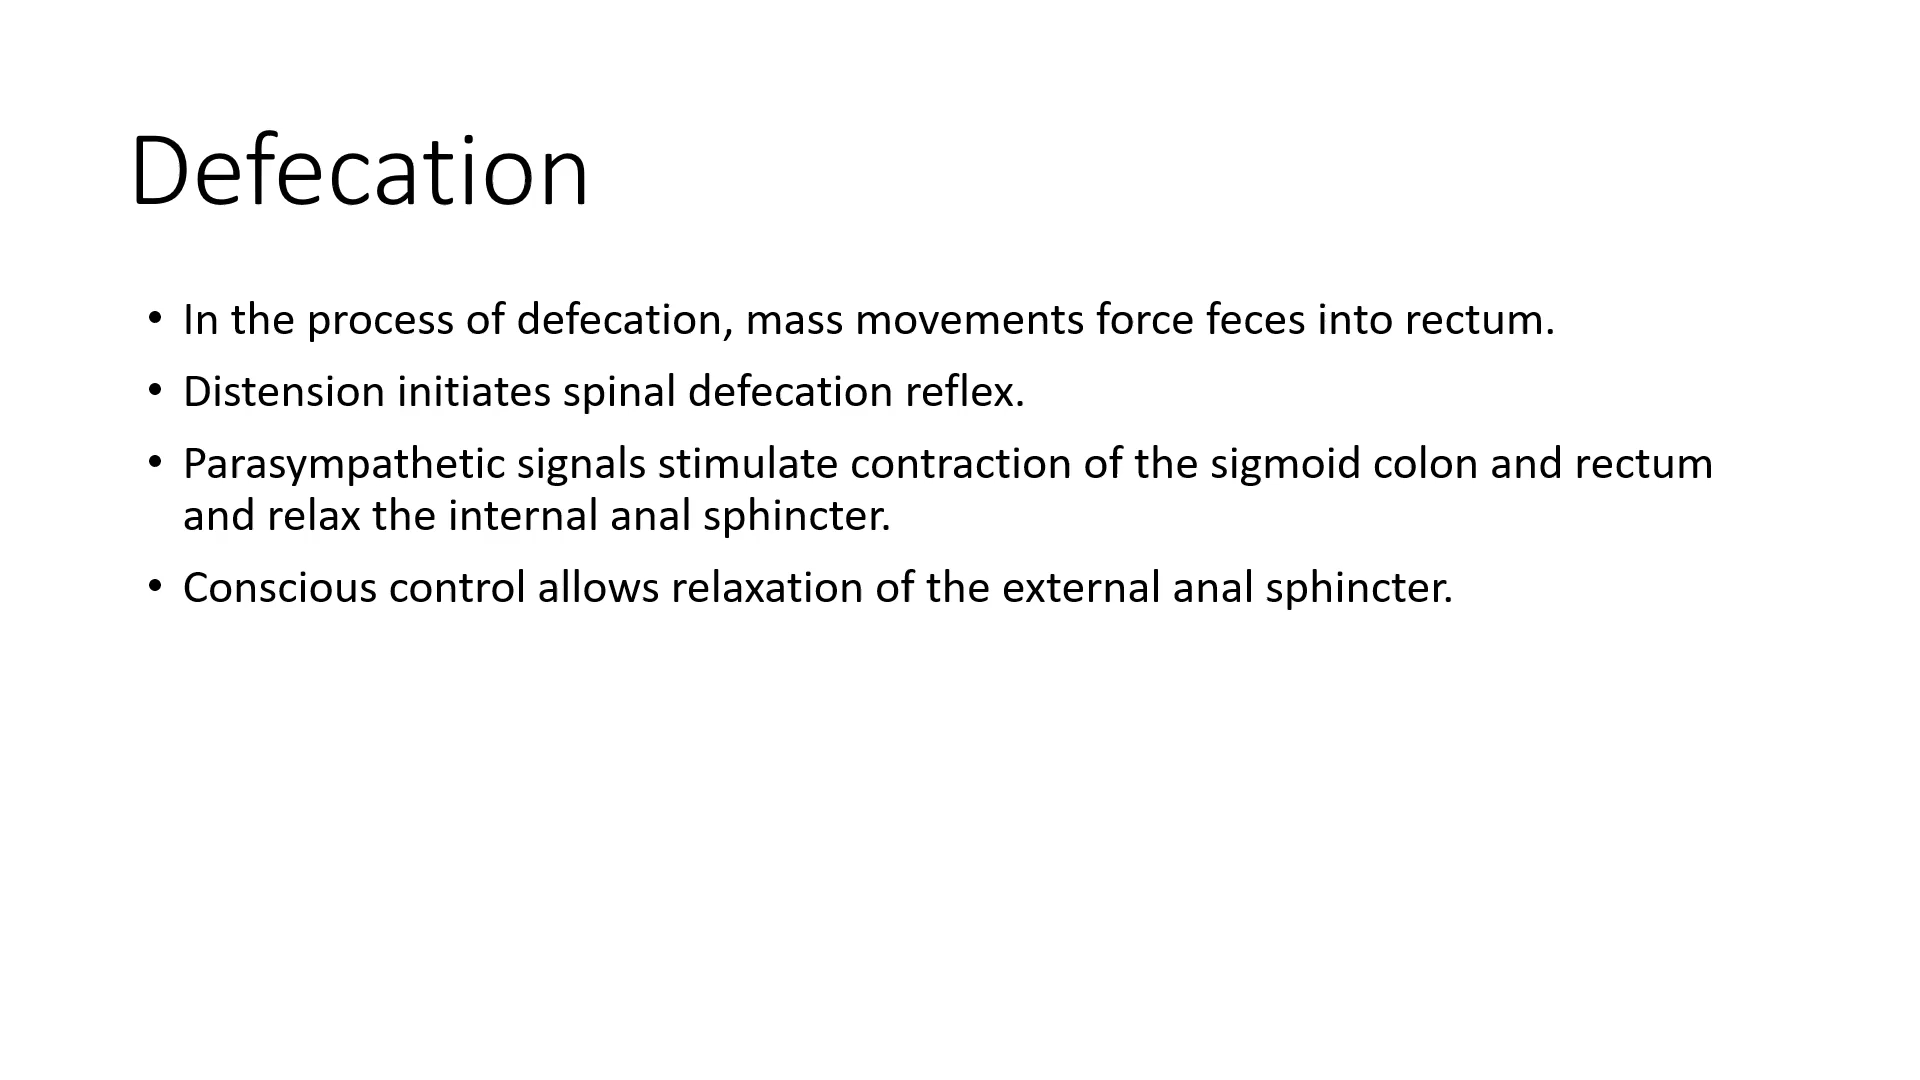 Defecation
• In the process of defecation, mass movements force feces into rectum.
• Distension initiates spinal defecation reflex.
• Parasympathetic signals stimulate contraction of the sigmoid colon and rectum
and relax the internal anal sphincter.
• Conscious control allows relaxation of the external anal sphincter.